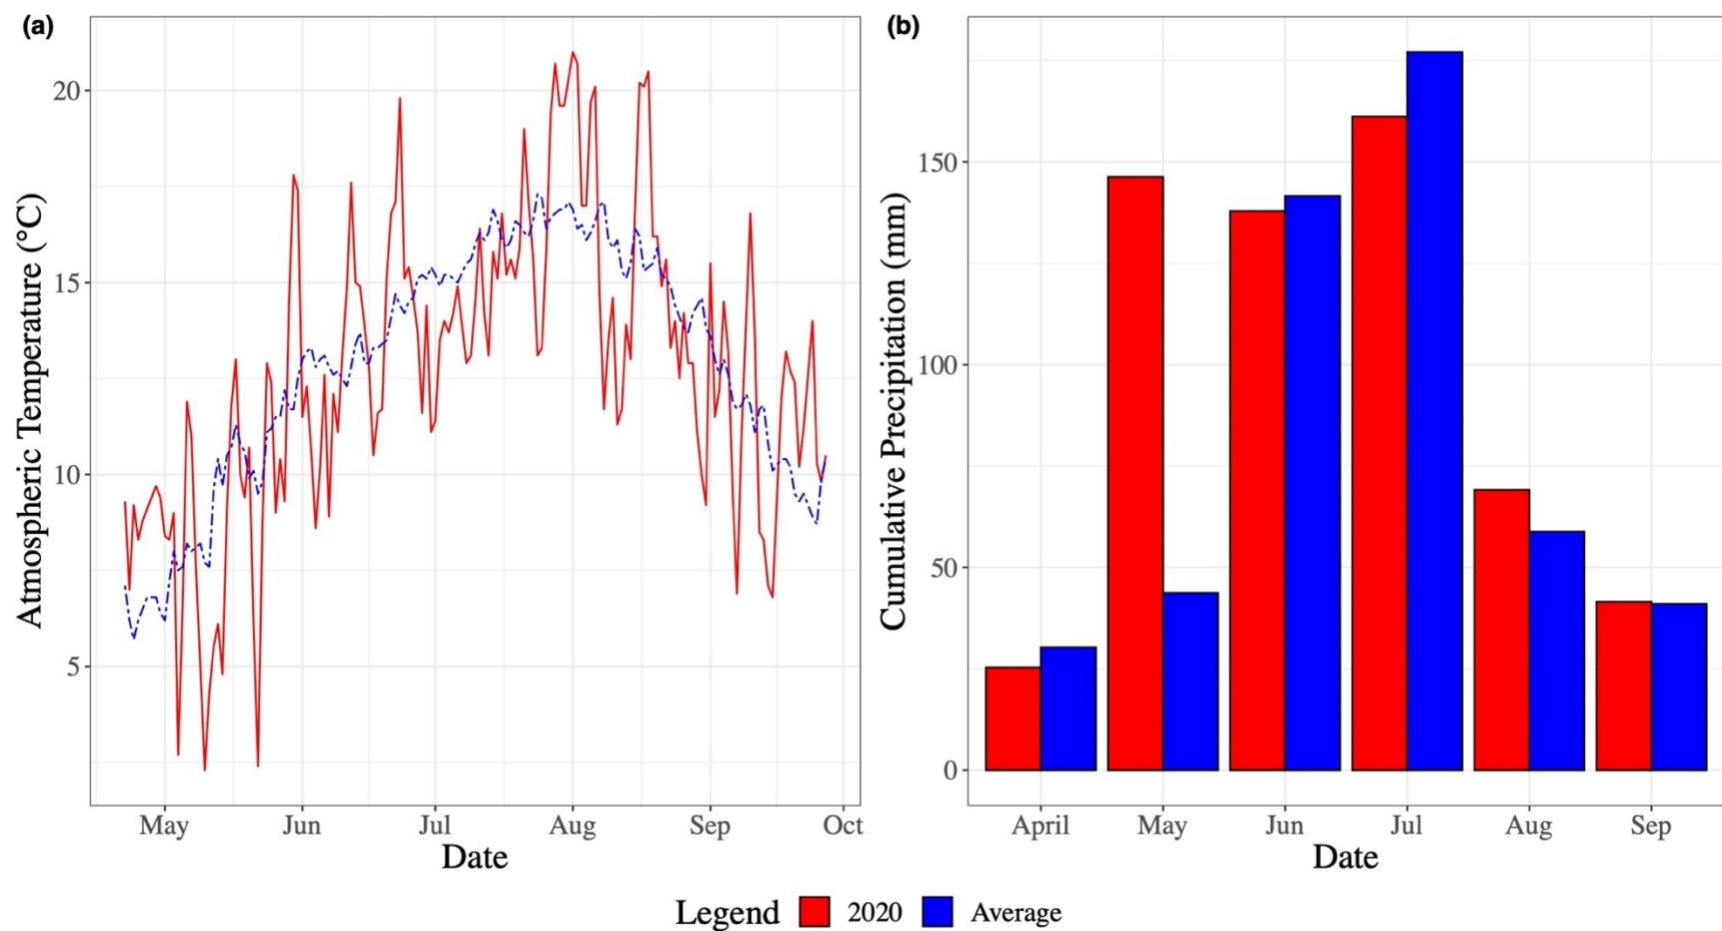 (a)
Atmospheric Temperature (°C)
20
15
10
5
May Jun Jul Aug Sep Oct
Date
(b)
Cumulative Precipitation (mm)
150
100
50
0
April May Jun Jul Aug Sep
Date
Legend 2020 Average